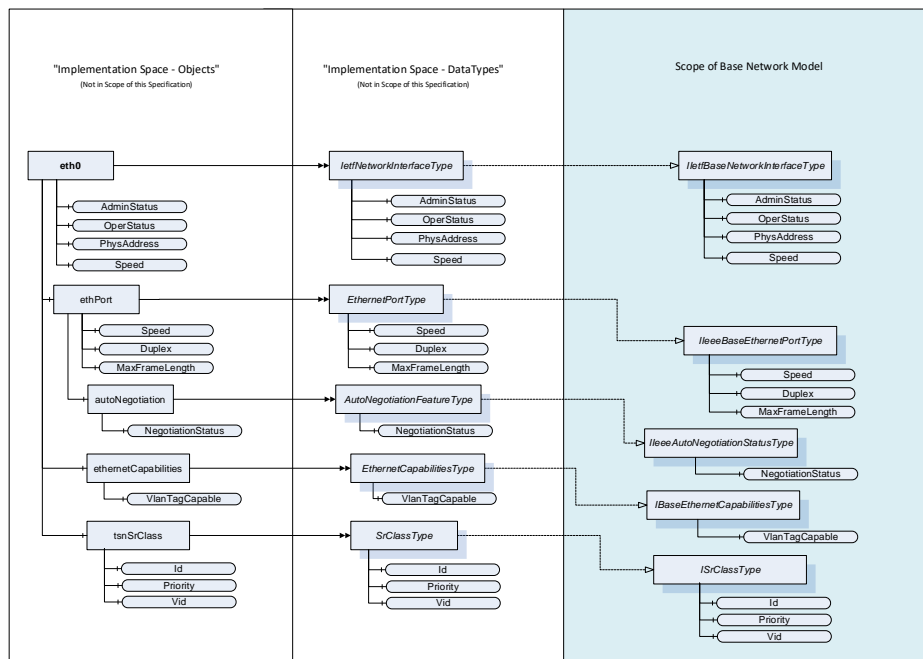 "Implementation Space - Objects"
(Not in Scope of this Specification)
eth0
AdminStatus
OperStatus
PhysAddress
Speed
ethPort
Speed
Duplex
MaxFrameLength
autoNegotiation
NegotiationStatus
ethernetCapabilities
VlanTagCapable
tsnSrClass
Id
Priority
Vid
"Implementation Space - DataTypes"
(Not in Scope of this Specification)
IetfNetworkInterfaceType
AdminStatus
OperStatus
PhysAddress
Speed
EthernetPortType
Speed
Duplex
MaxFrameLength
AutoNegotiationFeatureType
NegotiationStatus
EthernetCapabilitiesType
VlanTagCapable
SrClassType
Id
Priority
Vid
Scope of Base Network Model
IIetfBaseNetworkInterfaceType
AdminStatus
OperStatus
PhysAddress
Speed
IIeeeBaseEthernetPortType
Speed
Duplex
MaxFrameLength
IIeeeAutoNegotiationStatusType
NegotiationStatus
IBaseEthernetCapabilitiesType
VlanTagCapable
ISrClassType
Id
Priority
Vid